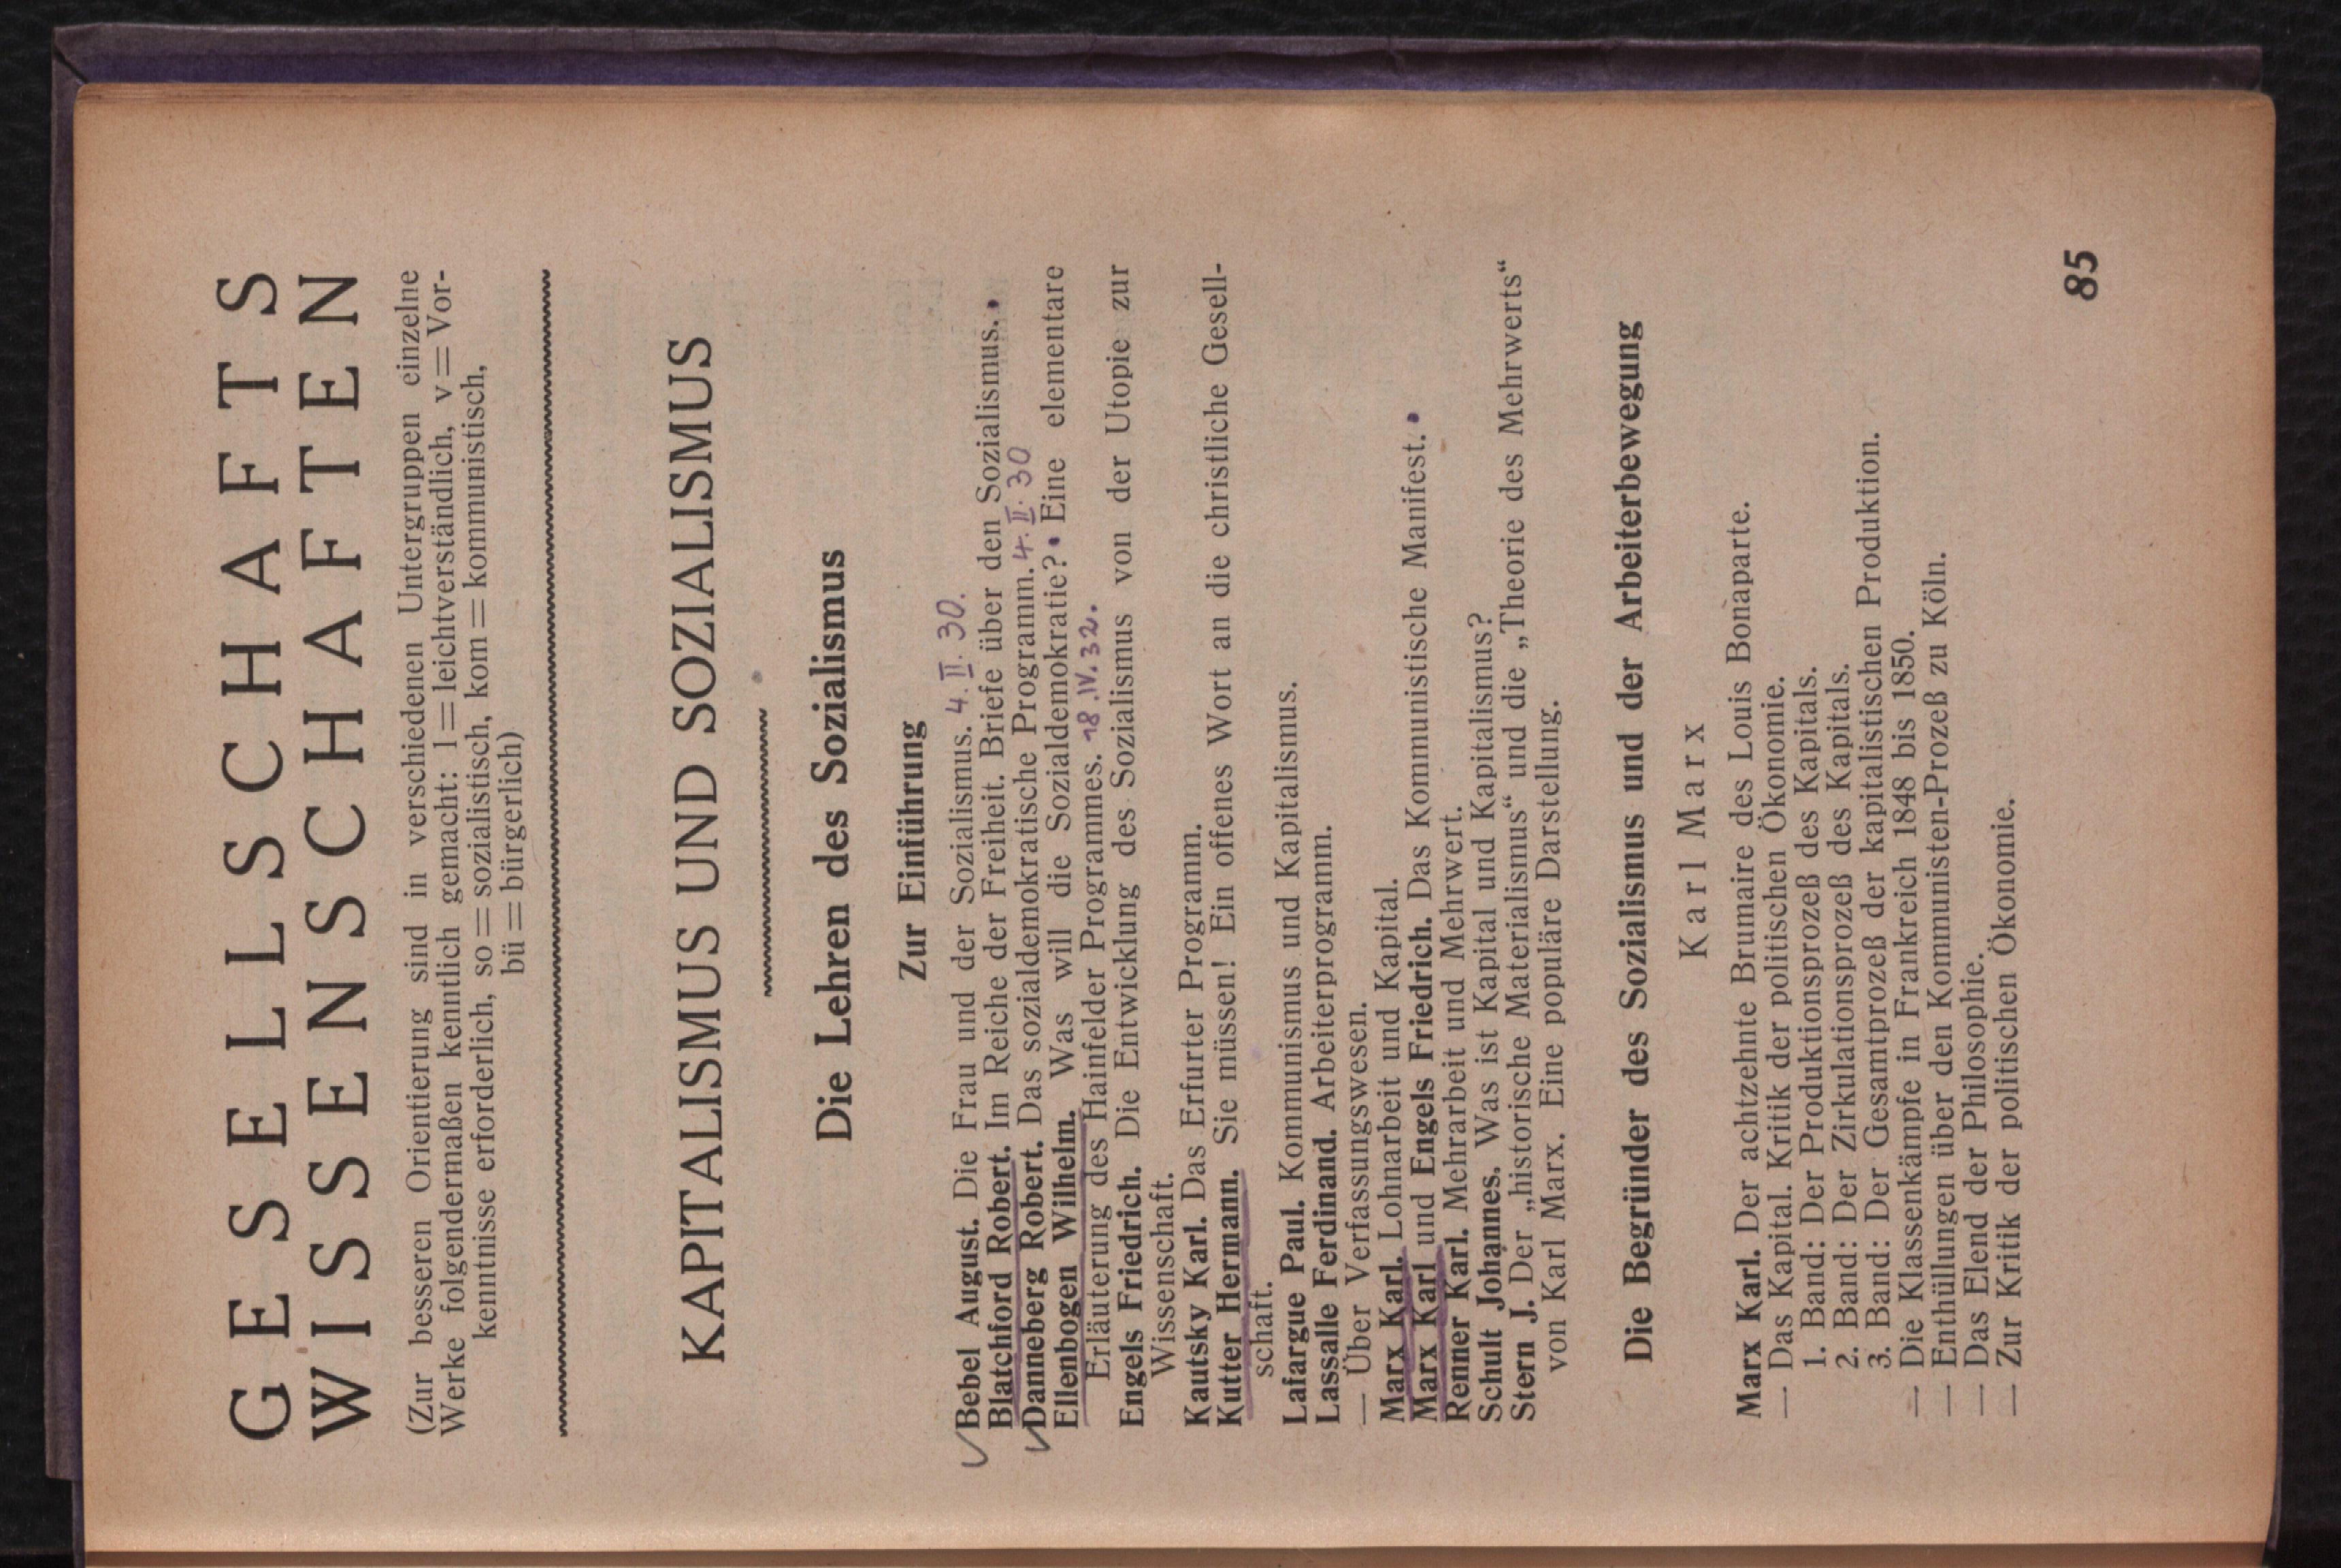 GESELLSCHAFTS
WISSENSCHAFTEN
(Zur besseren Orientierung sind in verschiedenen Untergruppen einzelne
Werke folgendermaßen kenntlich gemacht: l = leichtverständlich, v = Vor-
kenntnisse erforderlich, so = sozialistisch, kom = kommunistisch,
bü = bürgerlich)
KAPITALISMUS UND SOZIALISMUS
Die Lehren des Sozialismus
Zur Einführung
Bebel August. Die Frau und der Sozialismus. 4. II. 30.
Blatchford Robert. Im Reiche der Freiheit. Briefe über den Sozialismus.
Danneberg Robert. Das sozialdemokratische Programm. 4. II. 30
Ellenbogen Wilhelm. Was will die Sozialdemokratie? Eine elementare
Erläuterung des Hainfelder Programmes. 18. IV. 32.
Engels Friedrich. Die Entwicklung des Sozialismus von der Utopie zur
Wissenschaft.
Kautsky Karl. Das Erfurter Programm.
Kutter Hermann. Sie müssen! Ein offenes Wort an die christliche Gesell-
schaft.
Lafargue Paul. Kommunismus und Kapitalismus.
Lassalle Ferdinand. Arbeiterprogramm.
— Über Verfassungswesen.
Marx Karl. Lohnarbeit und Kapital.
Marx Karl und Engels Friedrich. Das Kommunistische Manifest.
Renner Karl. Mehrarbeit und Mehrwert.
Schult Johannes. Was ist Kapital und Kapitalismus?
Stern J. Der „historische Materialismus“ und die „Theorie des Mehrwerts“
von Karl Marx. Eine populäre Darstellung.
Die Begründer des Sozialismus und der Arbeiterbewegung
Karl Marx
Marx Karl. Der achtzehnte Brumaire des Louis Bonaparte.
— Das Kapital. Kritik der politischen Ökonomie.
1. Band: Der Produktionsprozeß des Kapitals.
2. Band: Der Zirkulationsprozeß des Kapitals.
3. Band: Der Gesamtprozeß der kapitalistischen Produktion.
— Die Klassenkämpfe in Frankreich 1848 bis 1850.
— Enthüllungen über den Kommunisten-Prozeß zu Köln.
— Das Elend der Philosophie.
— Zur Kritik der politischen Ökonomie.
85